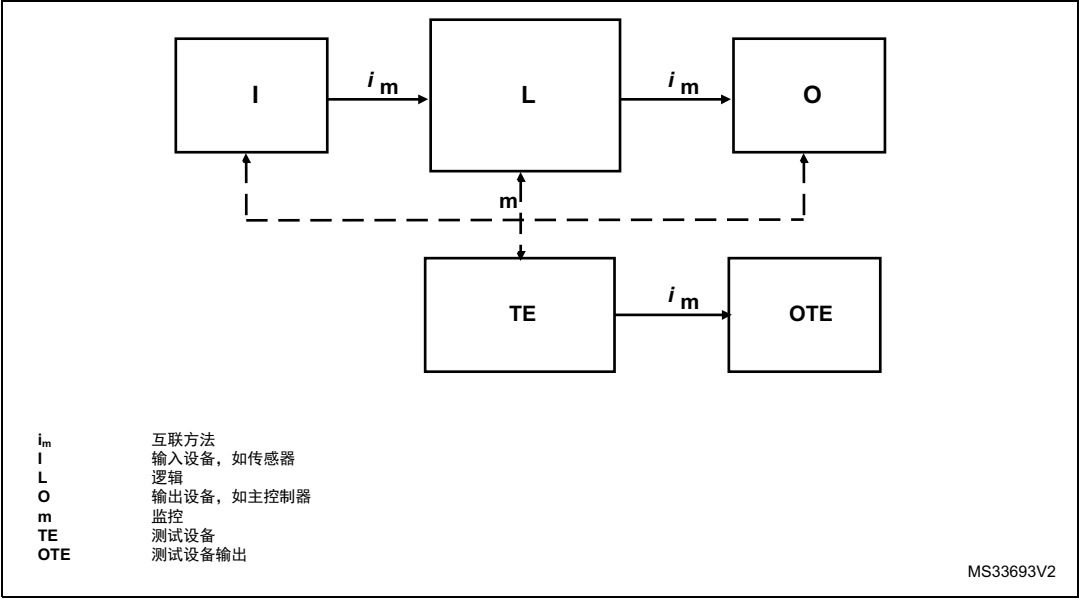 I
i m
L
i m
O
m
TE
i m
OTE
im 互联方法
I 输入设备，如传感器
L 逻辑
O 输出设备，如主控制器
m 监控
TE 测试设备
OTE 测试设备输出
MS33693V2